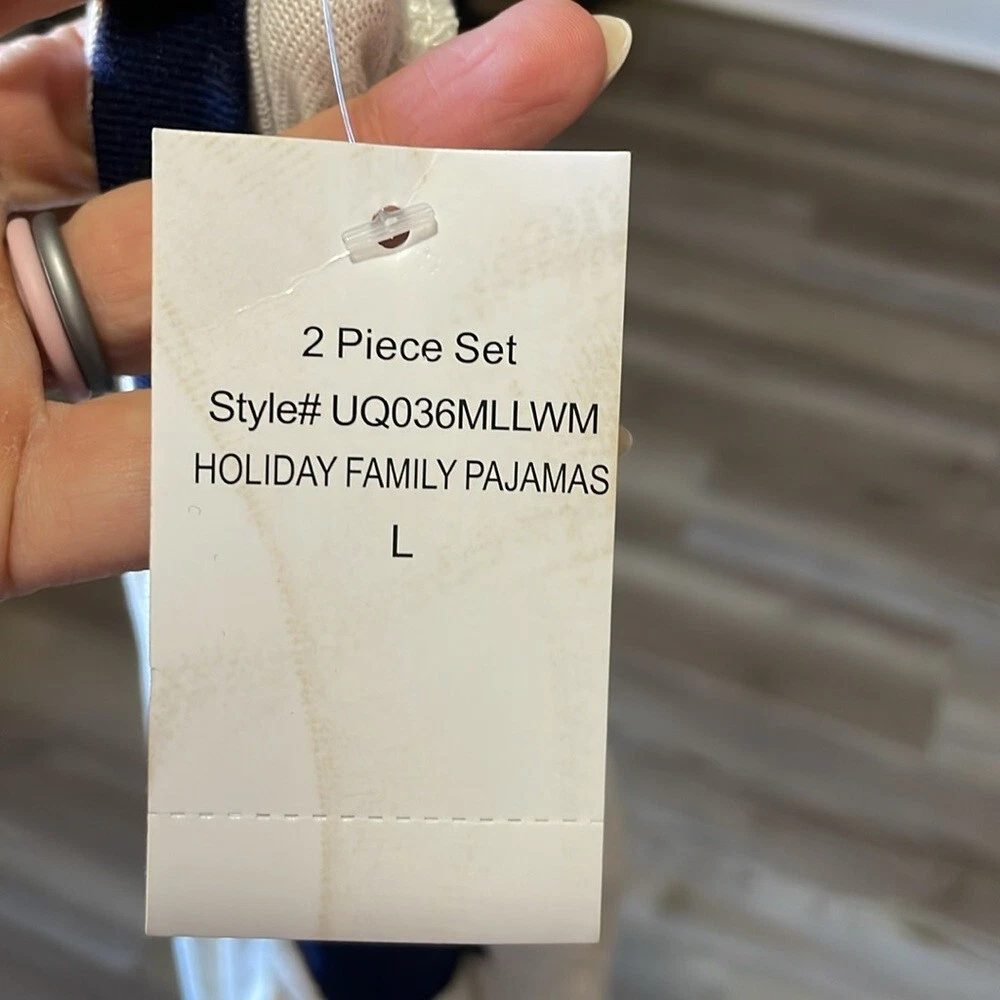 2 Piece Set
Style# UQ036MLLWM
HOLIDAY FAMILY PAJAMAS
L